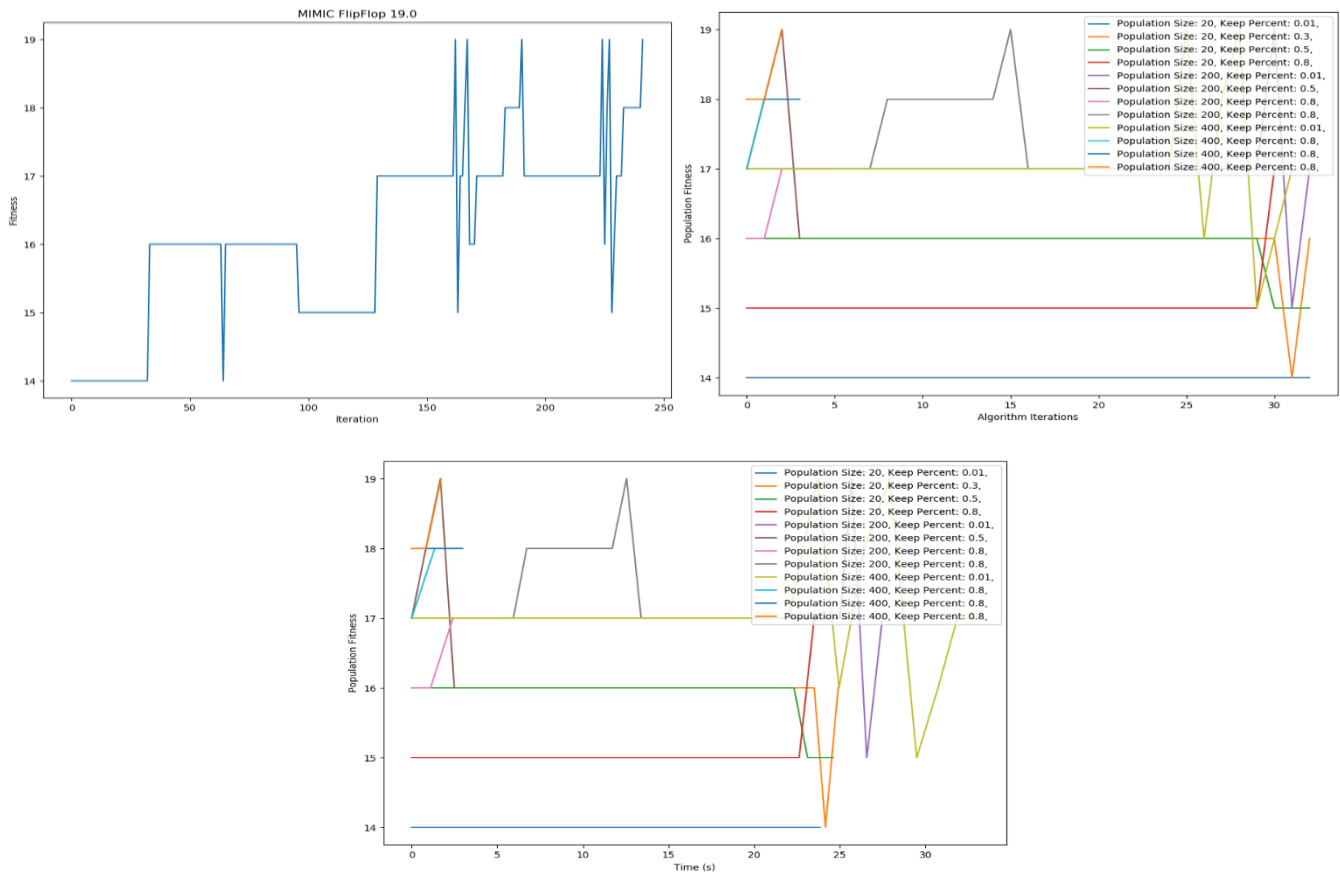 MIMIC FlipFlop 19.0
Fitness
19
18
17
16
15
14
0
50
100
150
200
250
Iteration
Population Fitness
19
18
17
16
15
14
Population Size: 20, Keep Percent: 0.01,
Population Size: 20, Keep Percent: 0.3,
Population Size: 20, Keep Percent: 0.5,
Population Size: 20, Keep Percent: 0.8,
Population Size: 200, Keep Percent: 0.01,
Population Size: 200, Keep Percent: 0.5,
Population Size: 200, Keep Percent: 0.8,
Population Size: 200, Keep Percent: 0.8,
Population Size: 400, Keep Percent: 0.01,
Population Size: 400, Keep Percent: 0.8,
Population Size: 400, Keep Percent: 0.8,
Population Size: 400, Keep Percent: 0.8,
0
5
10
15
20
25
30
Algorithm Iterations
Population Fitness
19
18
17
16
15
14
Population Size: 20, Keep Percent: 0.01,
Population Size: 20, Keep Percent: 0.3,
Population Size: 20, Keep Percent: 0.5,
Population Size: 20, Keep Percent: 0.8,
Population Size: 200, Keep Percent: 0.01,
Population Size: 200, Keep Percent: 0.5,
Population Size: 200, Keep Percent: 0.8,
Population Size: 200, Keep Percent: 0.8,
Population Size: 400, Keep Percent: 0.01,
Population Size: 400, Keep Percent: 0.8,
Population Size: 400, Keep Percent: 0.8,
Population Size: 400, Keep Percent: 0.8,
0
5
10
15
20
25
30
Time (s)